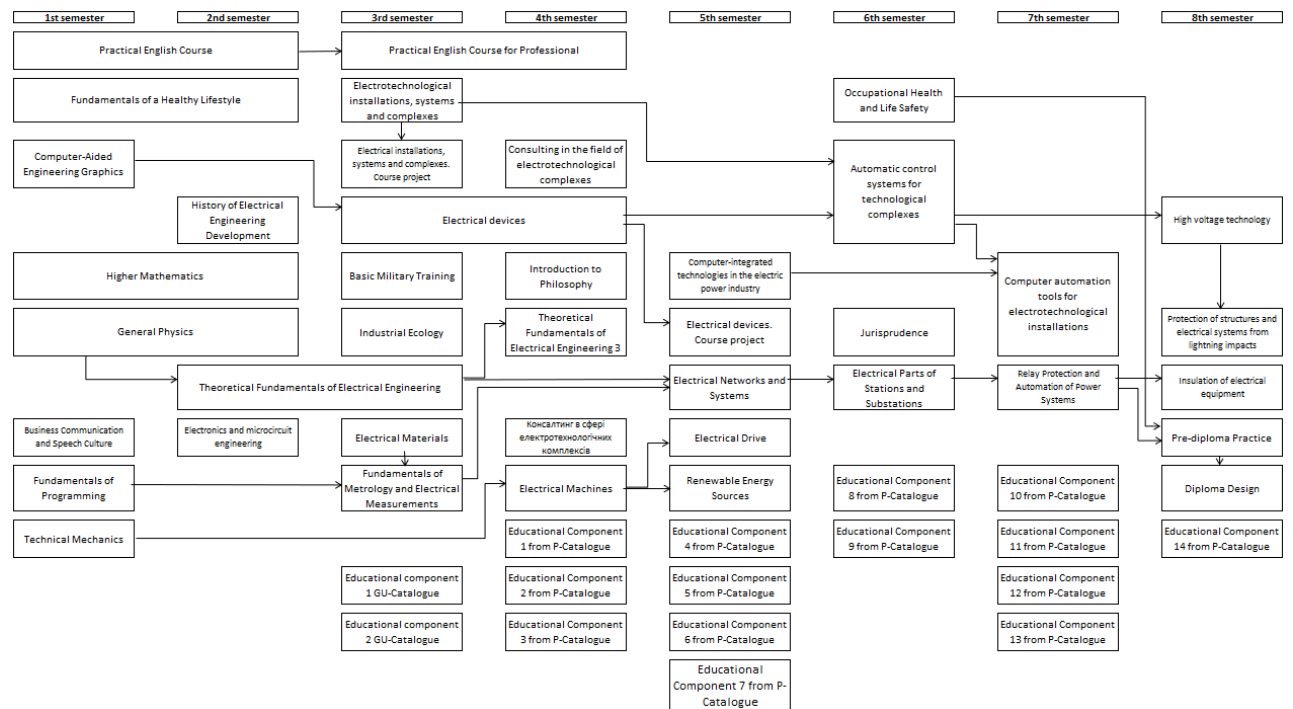 1st semester
2nd semester
3rd semester
4th semester
5th semester
6th semester
7th semester
8th semester
Practical English Course
Practical English Course for Professional
Fundamentals of a Healthy Lifestyle
Electrotechnological
installations, systems
and complexes
Occupational Health
and Life Safety
Computer-Aided
Engineering Graphics
Electrical installations,
systems and complexes.
Course project
Consulting in the field of
electrotechnological
complexes
Automatic control
systems for
technological
complexes
History of Electrical
Engineering
Development
Electrical devices
High voltage technology
Higher Mathematics
Basic Military Training
Introduction to
Philosophy
Computer-integrated
technologies in the electric
power industry
Computer automation
tools for
electrotechnological
installations
General Physics
Industrial Ecology
Theoretical
Fundamentals of
Electrical Engineering 3
Electrical devices.
Course project
Jurisprudence
Protection of structures and
electrical systems from
lightning impacts
Theoretical Fundamentals of Electrical Engineering
Electrical Networks and
Systems
Electrical Parts of
Stations and
Substations
Relay Protection and
Automation of Power
Systems
Insulation of electrical
equipment
Business Communication
and Speech Culture
Electronics and microcircuit
engineering
Electrical Materials
Консалтинг в сфері
електротехнологічних
комплексів
Electrical Drive
Pre-diploma Practice
Fundamentals of
Programming
Fundamentals of
Metrology and Electrical
Measurements
Electrical Machines
Renewable Energy
Sources
Educational Component
8 from P-Catalogue
Educational Component
10 from P-Catalogue
Diploma Design
Technical Mechanics
Educational Component
1 from P-Catalogue
Educational Component
4 from P-Catalogue
Educational Component
9 from P-Catalogue
Educational Component
11 from P-Catalogue
Educational Component
14 from P-Catalogue
Educational component
1 GU-Catalogue
Educational Component
2 from P-Catalogue
Educational Component
5 from P-Catalogue
Educational Component
12 from P-Catalogue
Educational component
2 GU-Catalogue
Educational Component
3 from P-Catalogue
Educational Component
6 from P-Catalogue
Educational Component
13 from P-Catalogue
Educational
Component 7 from P-
Catalogue